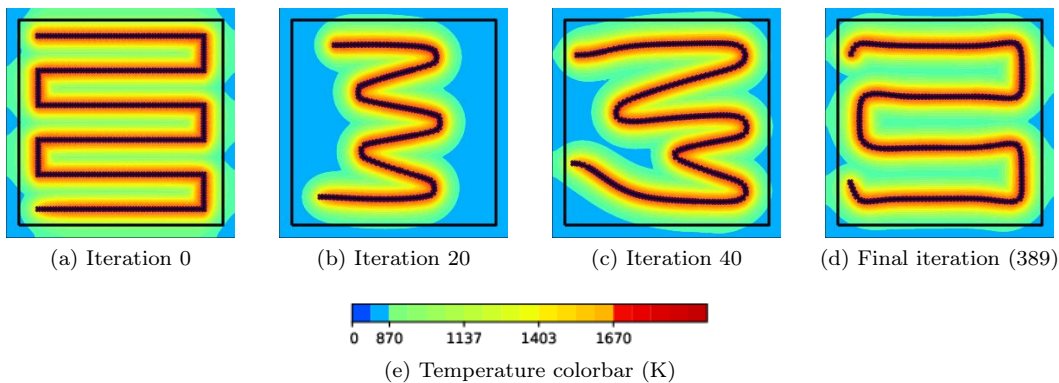 (a) Iteration 0
(b) Iteration 20
(c) Iteration 40
(d) Final iteration (389)
0 870 1137 1403 1670
(e) Temperature colorbar (K)